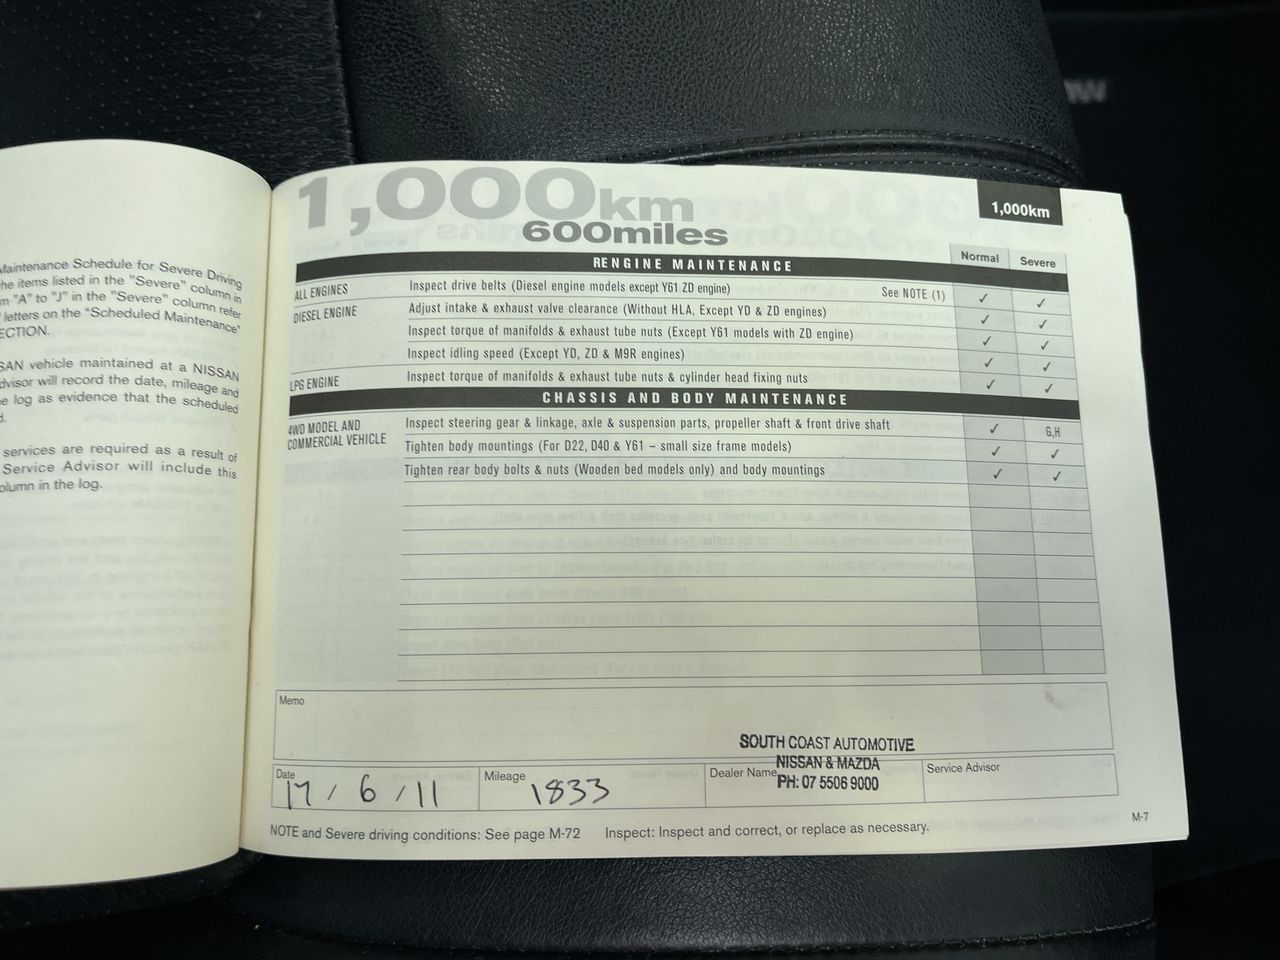 Maintenance Schedule for Severe Driving
the items listed in the "Severe" column in
"A" to "J" in the "Severe" column refer
letters on the "Scheduled Maintenance"
vehicle maintained at a NISSAN
will record the date, mileage and
log as evidence that the scheduled
services are required as a result of
Service Advisor will include this
in the log.
1,000km
600miles
1,000km
RENGINE MAINTENANCE
Normal Severe
ALL ENGINES Inspect drive belts (Diesel engine models except Y61 ZD engine) See NOTE (1) ✓ ✓
DIESEL ENGINE Adjust intake & exhaust valve clearance (Without HLA, Except YD & ZD engines) ✓ ✓
Inspect torque of manifolds & exhaust tube nuts (Except Y61 models with ZD engine) ✓ ✓
Inspect idling speed (Except YD, ZD & M9R engines) ✓ ✓
LPG ENGINE Inspect torque of manifolds & exhaust tube nuts & cylinder head fixing nuts ✓ ✓
CHASSIS AND BODY MAINTENANCE
4WD MODEL AND Inspect steering gear & linkage, axle & suspension parts, propeller shaft & front drive shaft ✓ G,H
COMMERCIAL VEHICLE Tighten body mountings (For D22, D40 & Y61 – small size frame models) ✓ ✓
Tighten rear body bolts & nuts (Wooden bed models only) and body mountings ✓ ✓
Memo
SOUTH COAST AUTOMOTIVE
NISSAN & MAZDA
PH: 07 5506 9000
Date 17 / 6 / 11
Mileage 1833
Dealer Name
Service Advisor
NOTE and Severe driving conditions: See page M-72 Inspect: Inspect and correct, or replace as necessary.
M-7